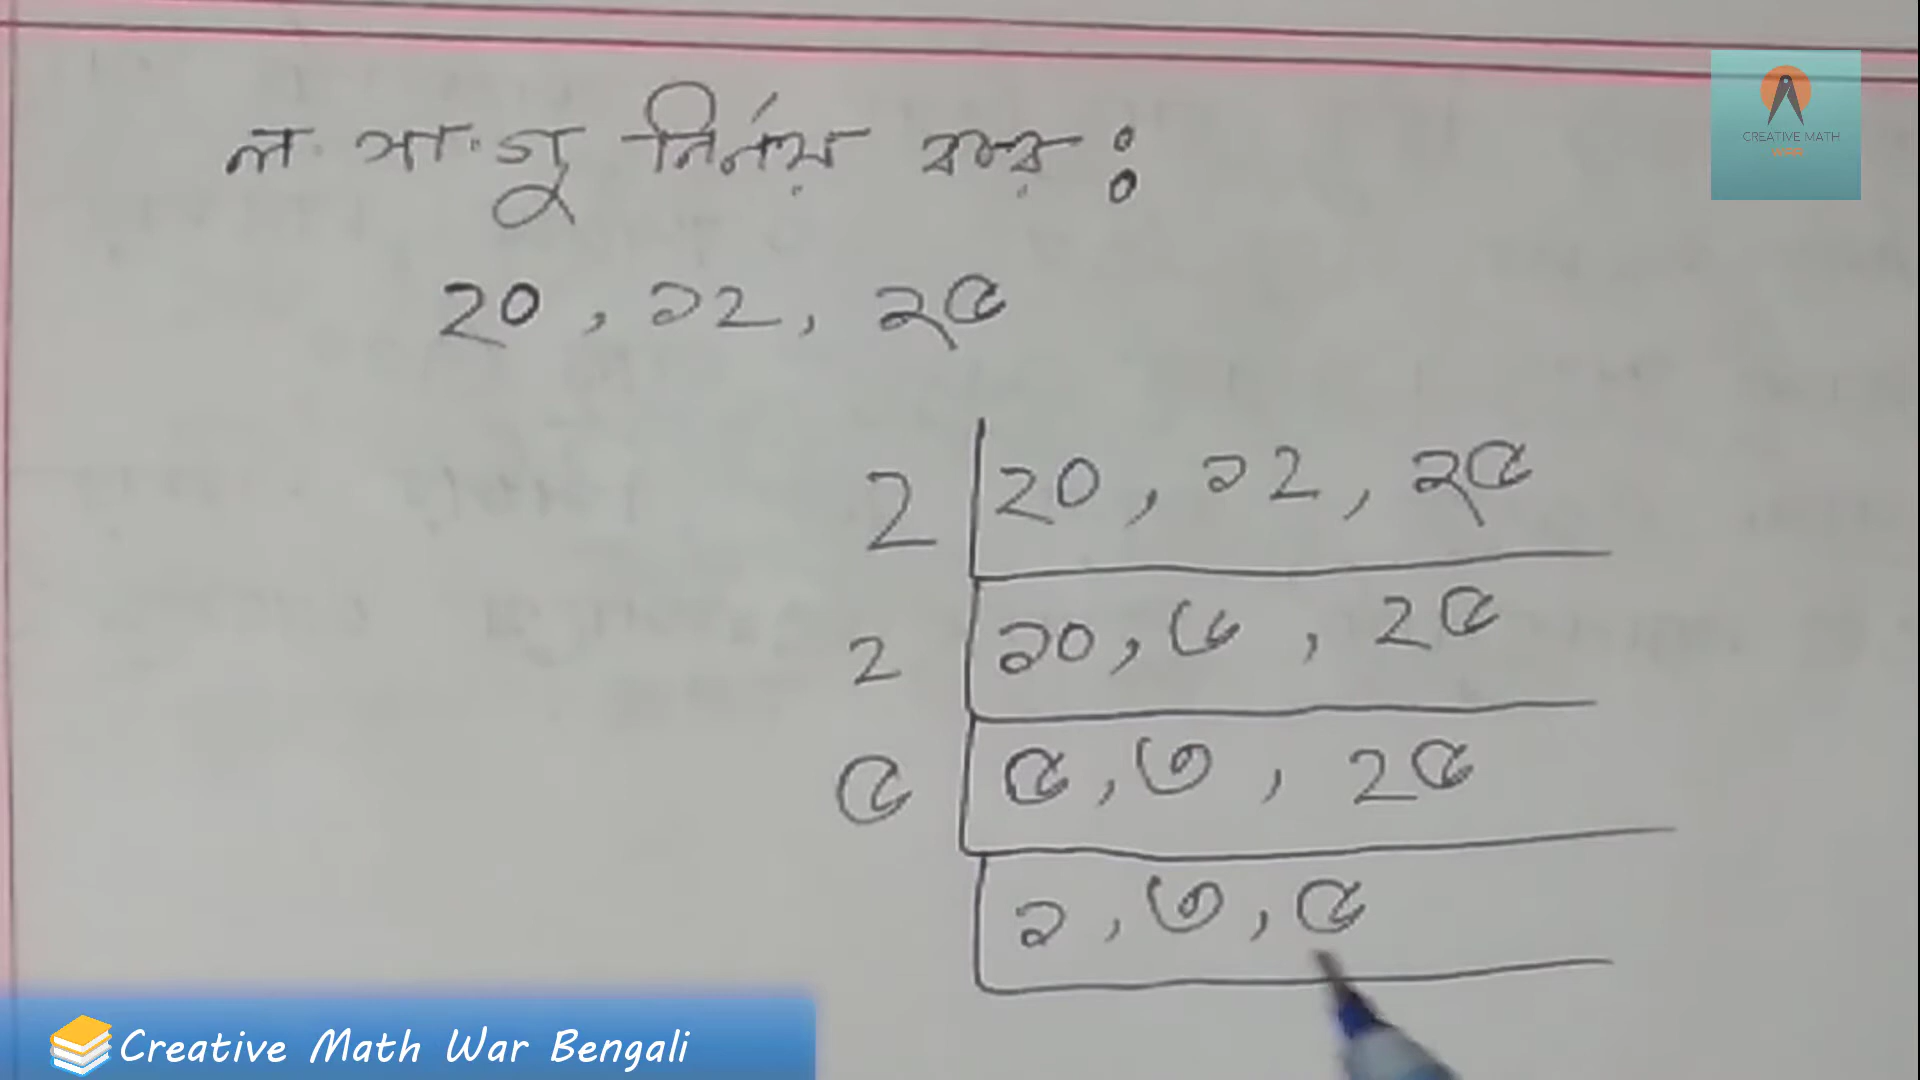 ল. সা. গু নির্ণয় কর :
২০ , ১২ , ২৫
২ | ২০ , ১২ , ২৫
২ | ১০ , ৬ , ২৫
৫ | ৫ , ৩ , ২৫
১ , ৩ , ৫
CREATIVE MATH
Creative Math War Bengali